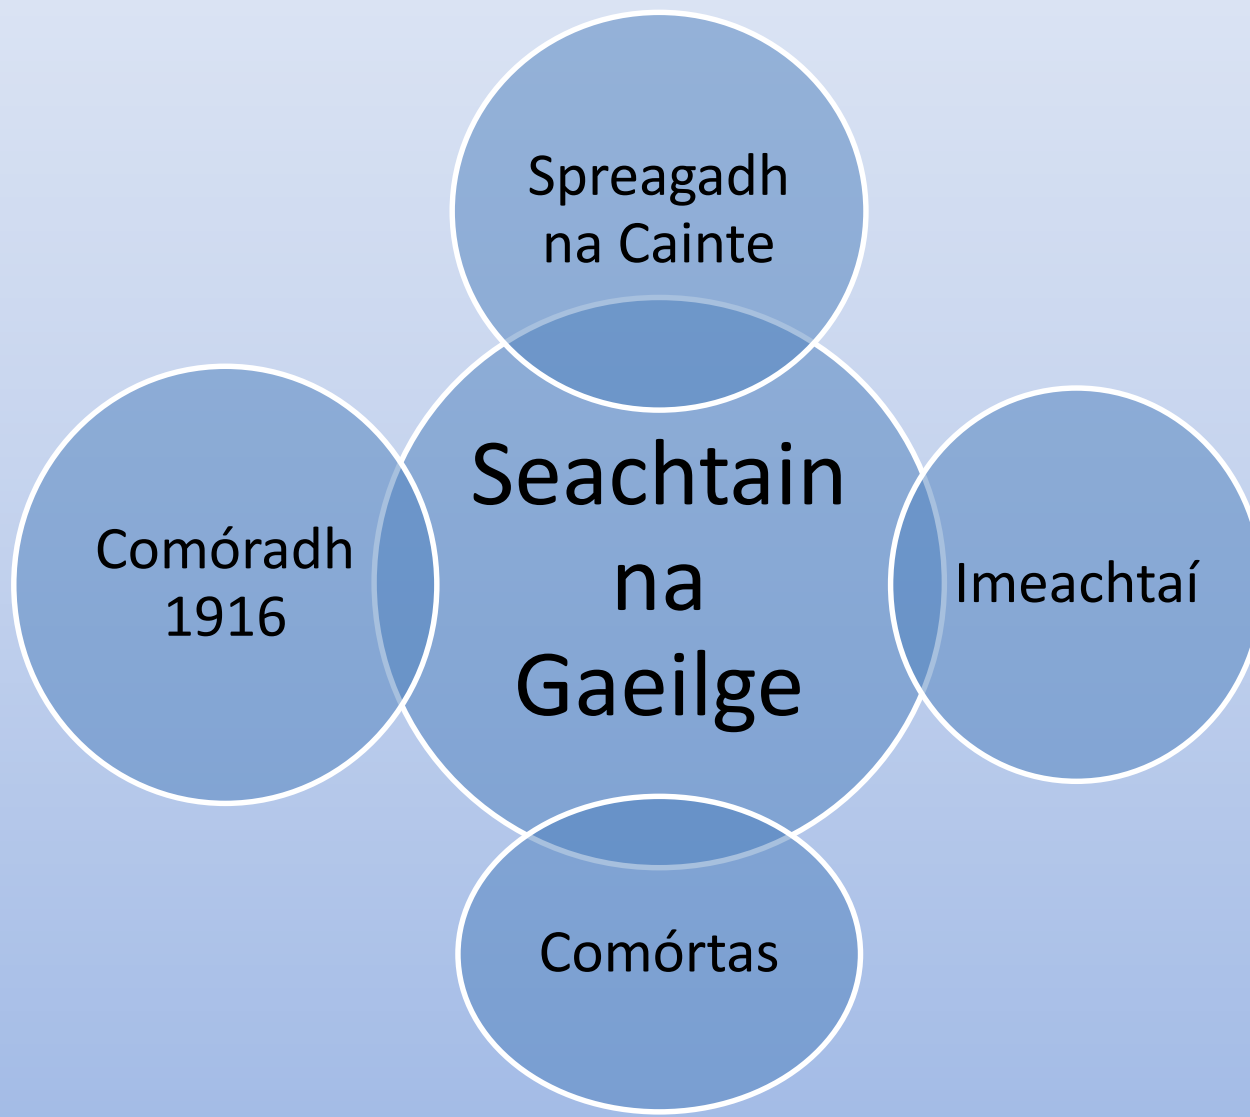 Spreagadh
na Cainte
Comóradh
1916
Seachtain
na
Gaeilge
Imeachtaí
Comórtas